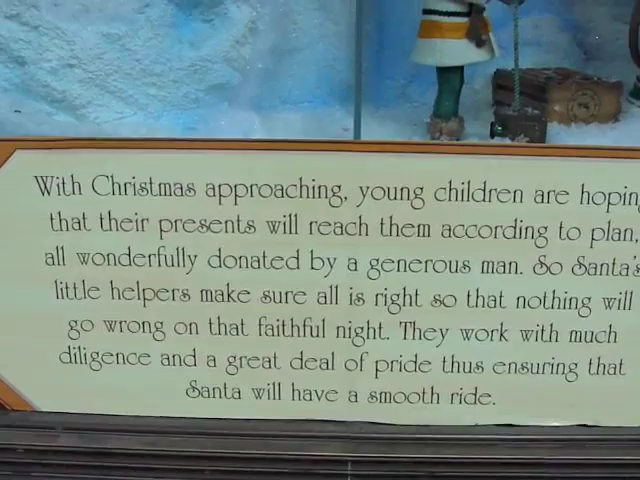 With Christmas approaching, young children are hoping
that their presents will reach them according to plan,
all wonderfully donated by a generous man. So Santa's
little helpers make sure all is right so that nothing will
go wrong on that faithful night. They work with much
diligence and a great deal of pride thus ensuring that
Santa will have a smooth ride.